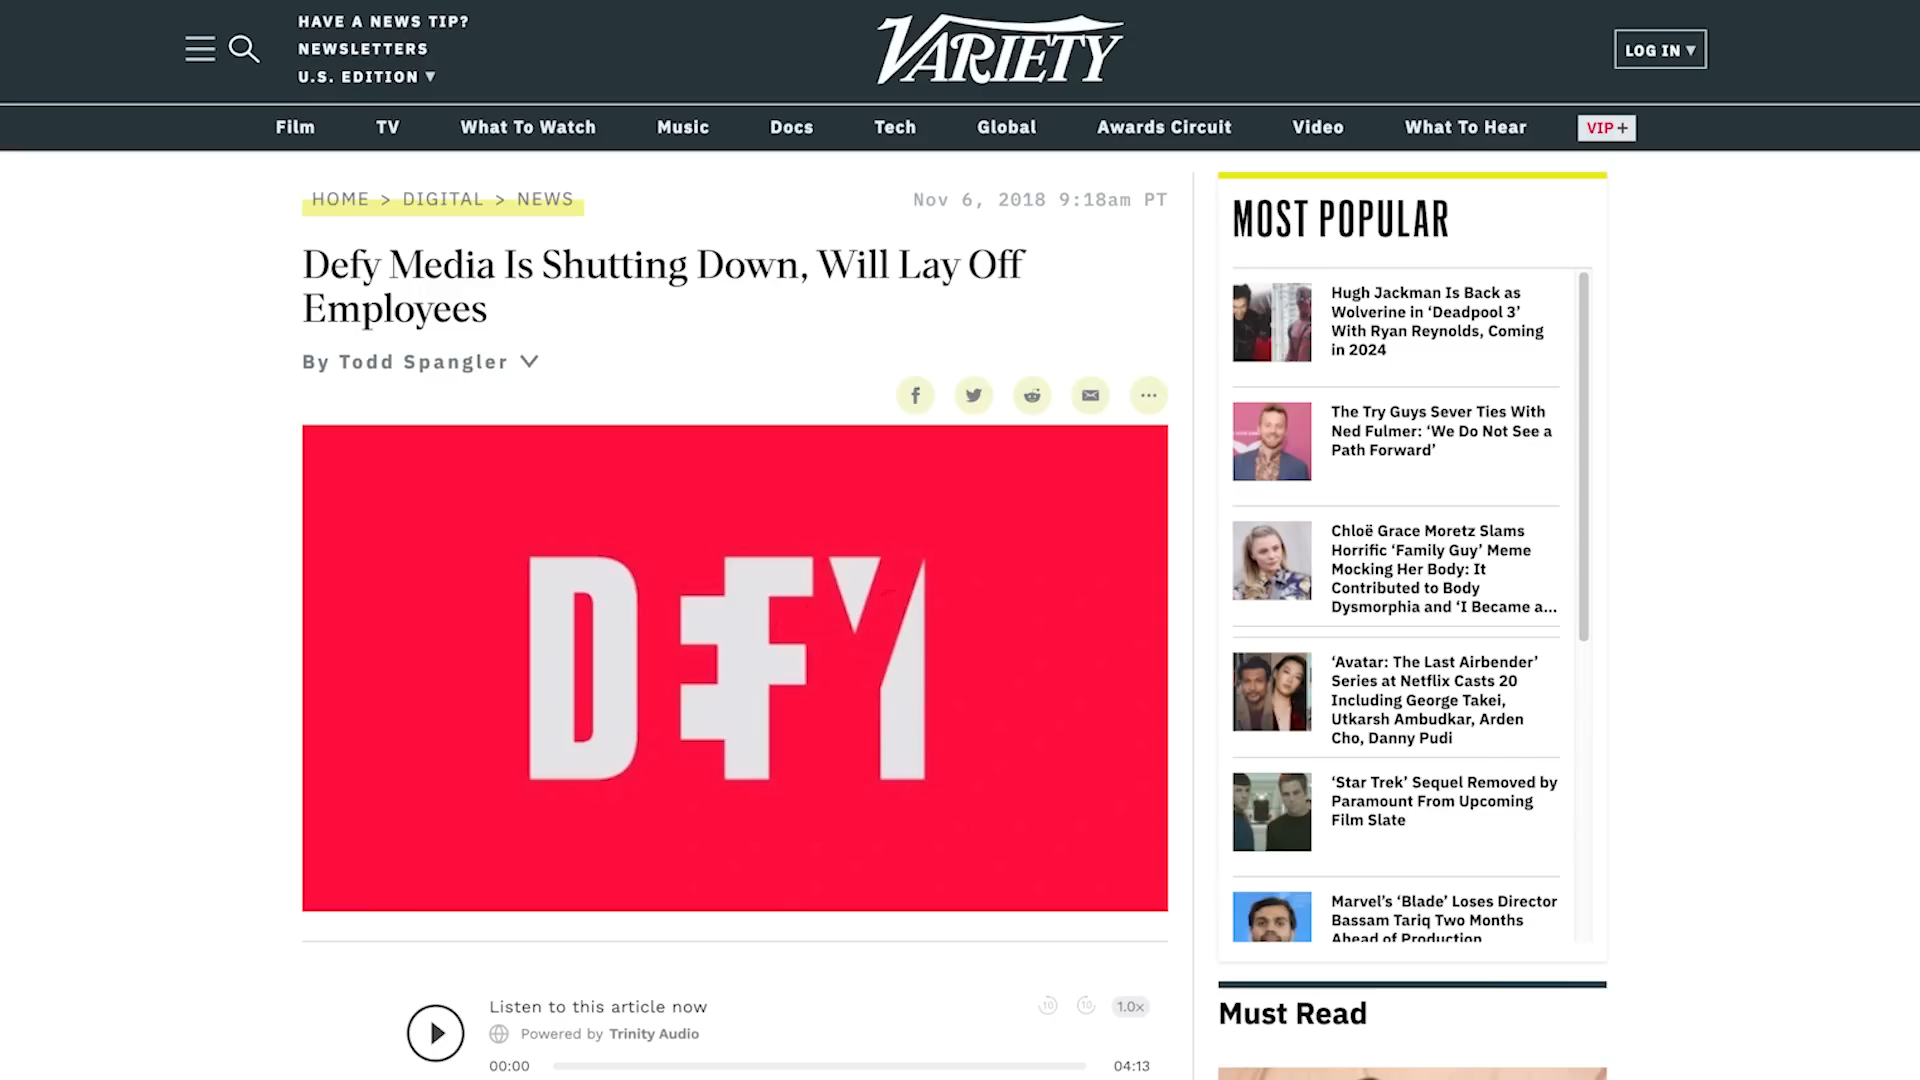 HAVE A NEWS TIP?
NEWSLETTERS
U.S. EDITION ▼
VARIETY
LOG IN ▼
Film TV What To Watch Music Docs Tech Global Awards Circuit Video What To Hear VIP+
HOME > DIGITAL > NEWS
Nov 6, 2018 9:18am PT
Defy Media Is Shutting Down, Will Lay Off
Employees
By Todd Spangler
DEFY
Listen to this article now
10 10 1.0x
Powered by Trinity Audio
00:00 04:13
MOST POPULAR
Hugh Jackman Is Back as
Wolverine in ‘Deadpool 3’
With Ryan Reynolds, Coming
in 2024
The Try Guys Sever Ties With
Ned Fulmer: ‘We Do Not See a
Path Forward’
Chloë Grace Moretz Slams
Horrific ‘Family Guy’ Meme
Mocking Her Body: It
Contributed to Body
Dysmorphia and ‘I Became a...
‘Avatar: The Last Airbender’
Series at Netflix Casts 20
Including George Takei,
Utkarsh Ambudkar, Arden
Cho, Danny Pudi
‘Star Trek’ Sequel Removed by
Paramount From Upcoming
Film Slate
Marvel’s ‘Blade’ Loses Director
Bassam Tariq Two Months
Ahead of Production
Must Read